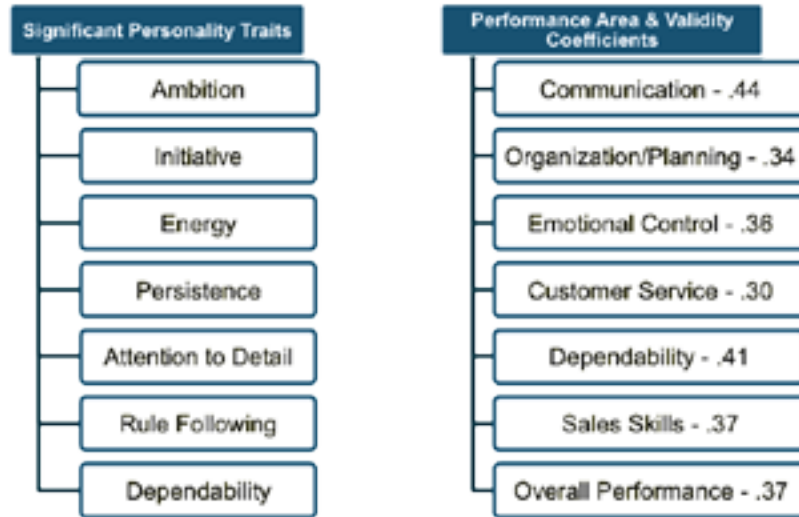 Significant Personality Traits
Ambition
Initiative
Energy
Persistence
Attention to Detail
Rule Following
Dependability
Performance Area & Validity
Coefficients
Communication - .44
Organization/Planning - .34
Emotional Control - .36
Customer Service - .30
Dependability - .41
Sales Skills - .37
Overall Performance - .37